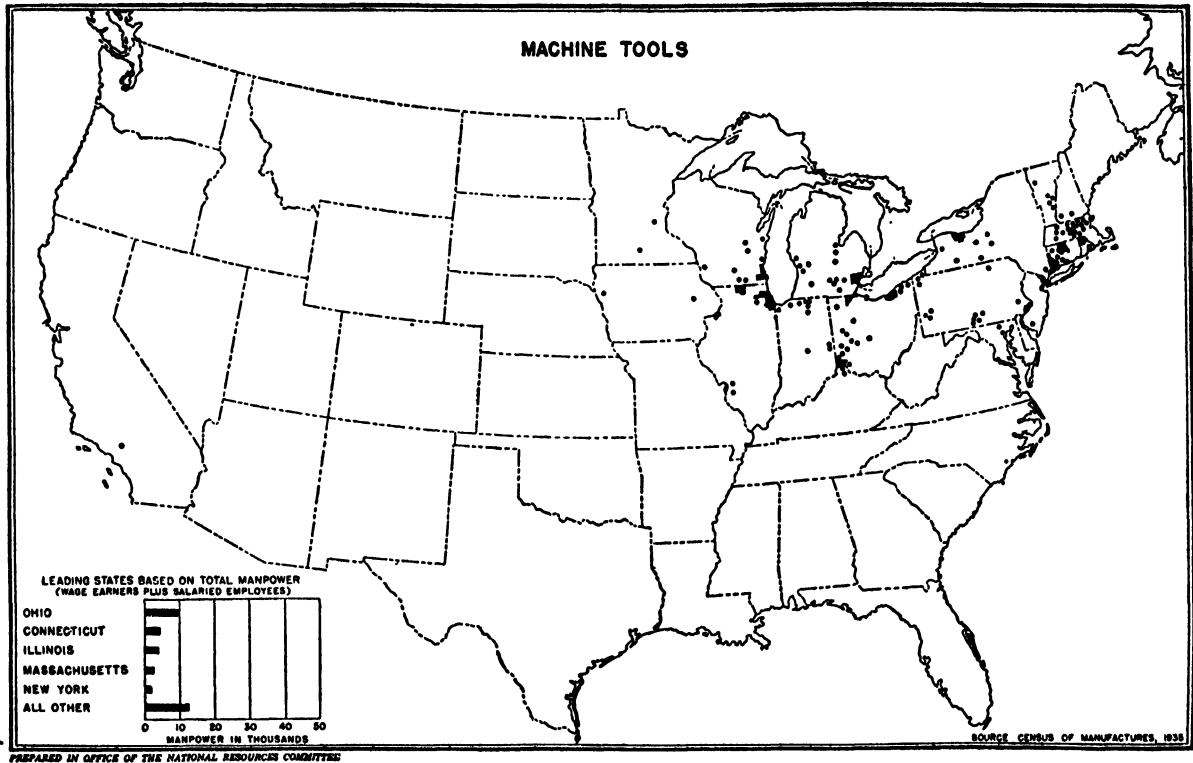 MACHINE TOOLS
LEADING STATES BASED ON TOTAL MANPOWER
(WAGE EARNERS PLUS SALARIED EMPLOYEES)
OHIO
CONNECTICUT
ILLINOIS
MASSACHUSETTS
NEW YORK
ALL OTHER
0 10 20 30 40 50
MANPOWER IN THOUSANDS
SOURCE CENSUS OF MANUFACTURES, 1935
PREPARED IN OFFICE OF THE NATIONAL RESOURCES COMMITTEE